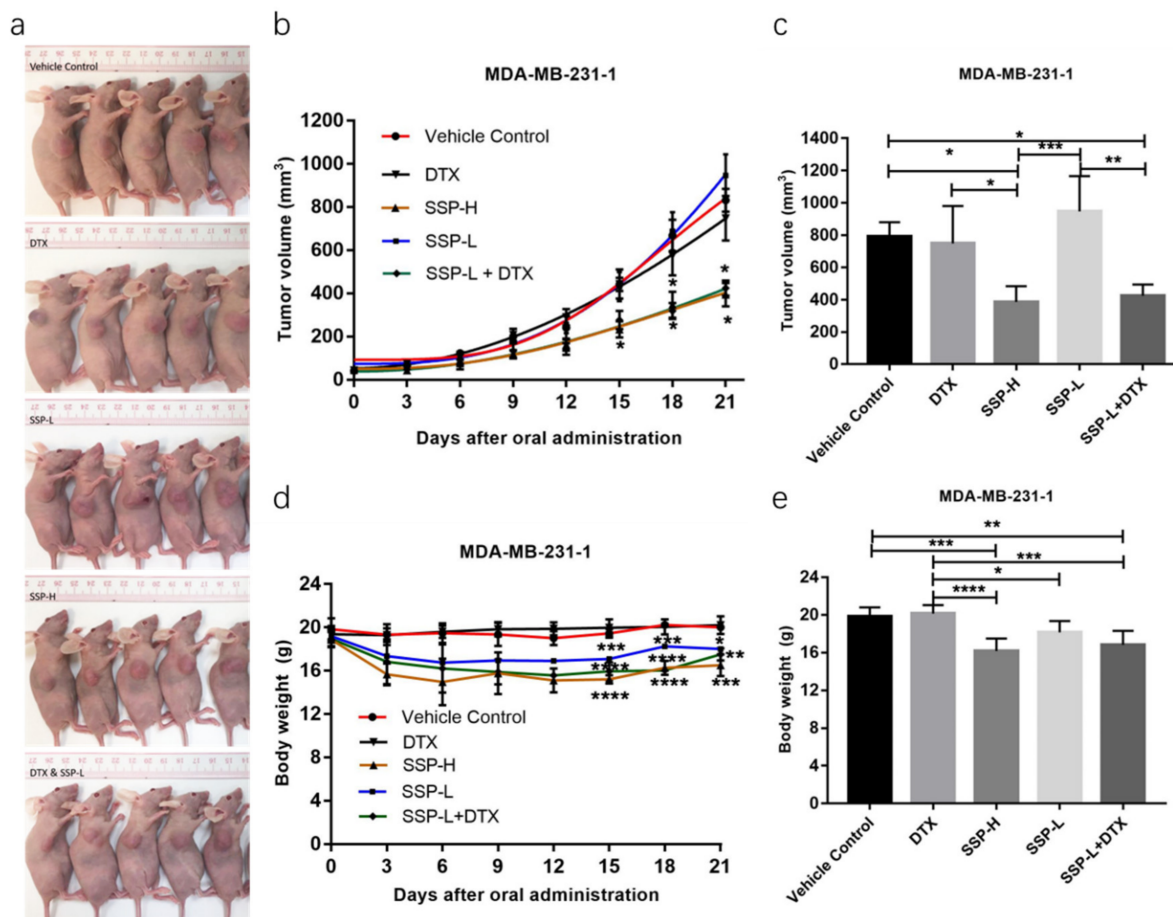 a
Vehicle Control
DTX
SSP-L
SSP-H
DTX & SSP-L
b
MDA-MB-231-1
Tumor volume (mm³)
1200
1000
800
600
400
200
0
Vehicle Control
DTX
SSP-H
SSP-L
SSP-L + DTX
*
*
*
*
*
0 3 6 9 12 15 18 21
Days after oral administration
c
MDA-MB-231-1
Tumor volume (mm³)
1400
1200
1000
800
600
400
200
0
*
* ***
* **
Vehicle Control DTX SSP-H SSP-L SSP-L+DTX
d
MDA-MB-231-1
Body weight (g)
24
20
16
12
8
4
0
*** *** *
**** **** **
**** **** ***
Vehicle Control
DTX
SSP-H
SSP-L
SSP-L+DTX
0 3 6 9 12 15 18 21
Days after oral administration
e
MDA-MB-231-1
Body weight (g)
24
20
16
12
8
4
0
**
***
***
*
****
Vehicle Control DTX SSP-H SSP-L SSP-L+DTX